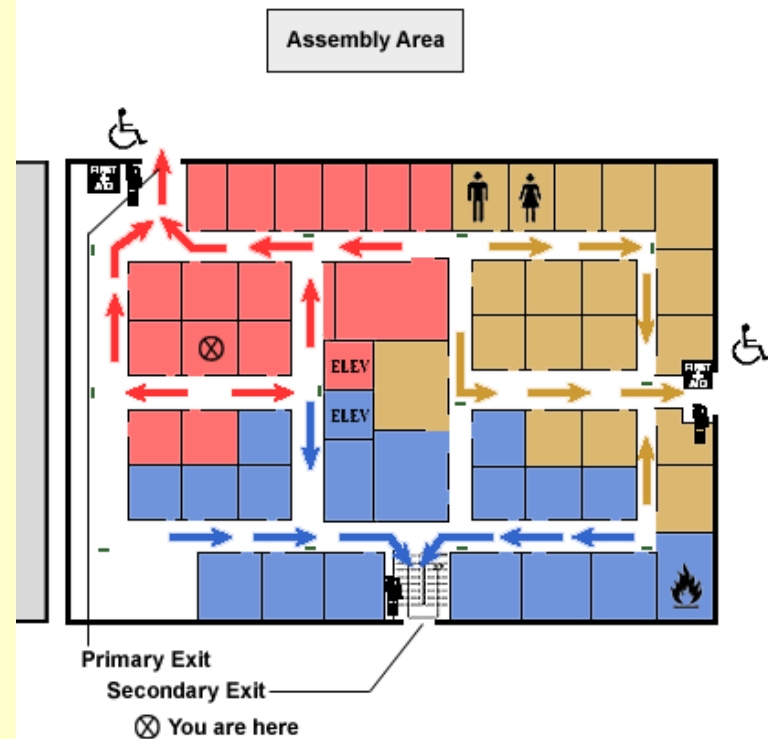 Assembly Area
FIRST
AID
ELEV
FIRST
AID
ELEV
Primary Exit
Secondary Exit
You are here